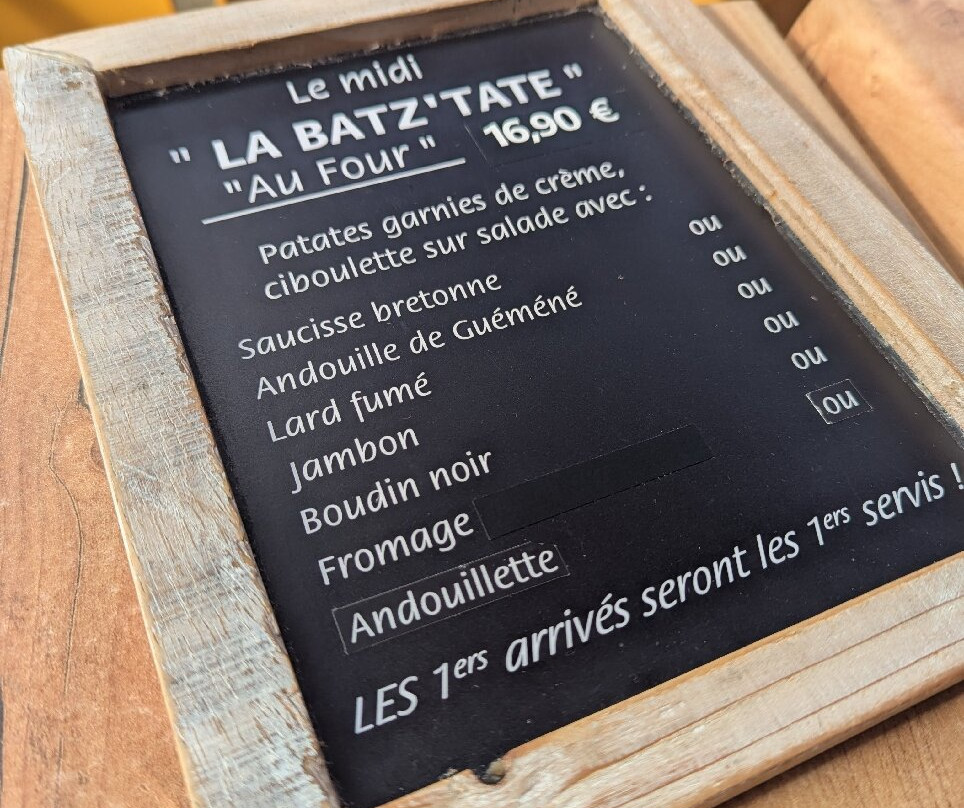 Le midi
" LA BATZ'TATE "
"Au Four" 16,90 €
Patates garnies de crème,
ciboulette sur salade avec :
Saucisse bretonne ou
Andouille de Guéméné ou
Lard fumé ou
Jambon ou
Boudin noir ou
Fromage ou
Andouillette
LES 1ers arrivés seront les 1ers servis !